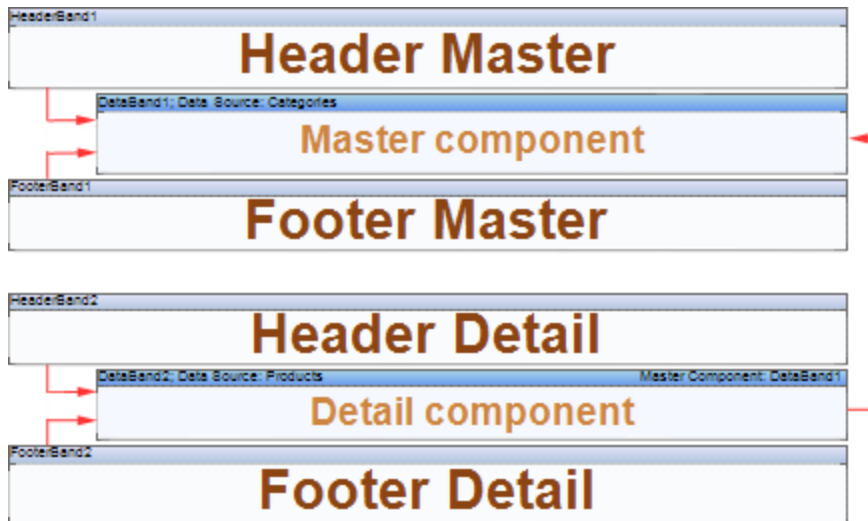 HeaderBand1
Header Master
DataBand1; Data Source: Categories
Master component
FooterBand1
Footer Master
HeaderBand2
Header Detail
DataBand2; Data Source: Products Master Component: DataBand1
Detail component
FooterBand2
Footer Detail